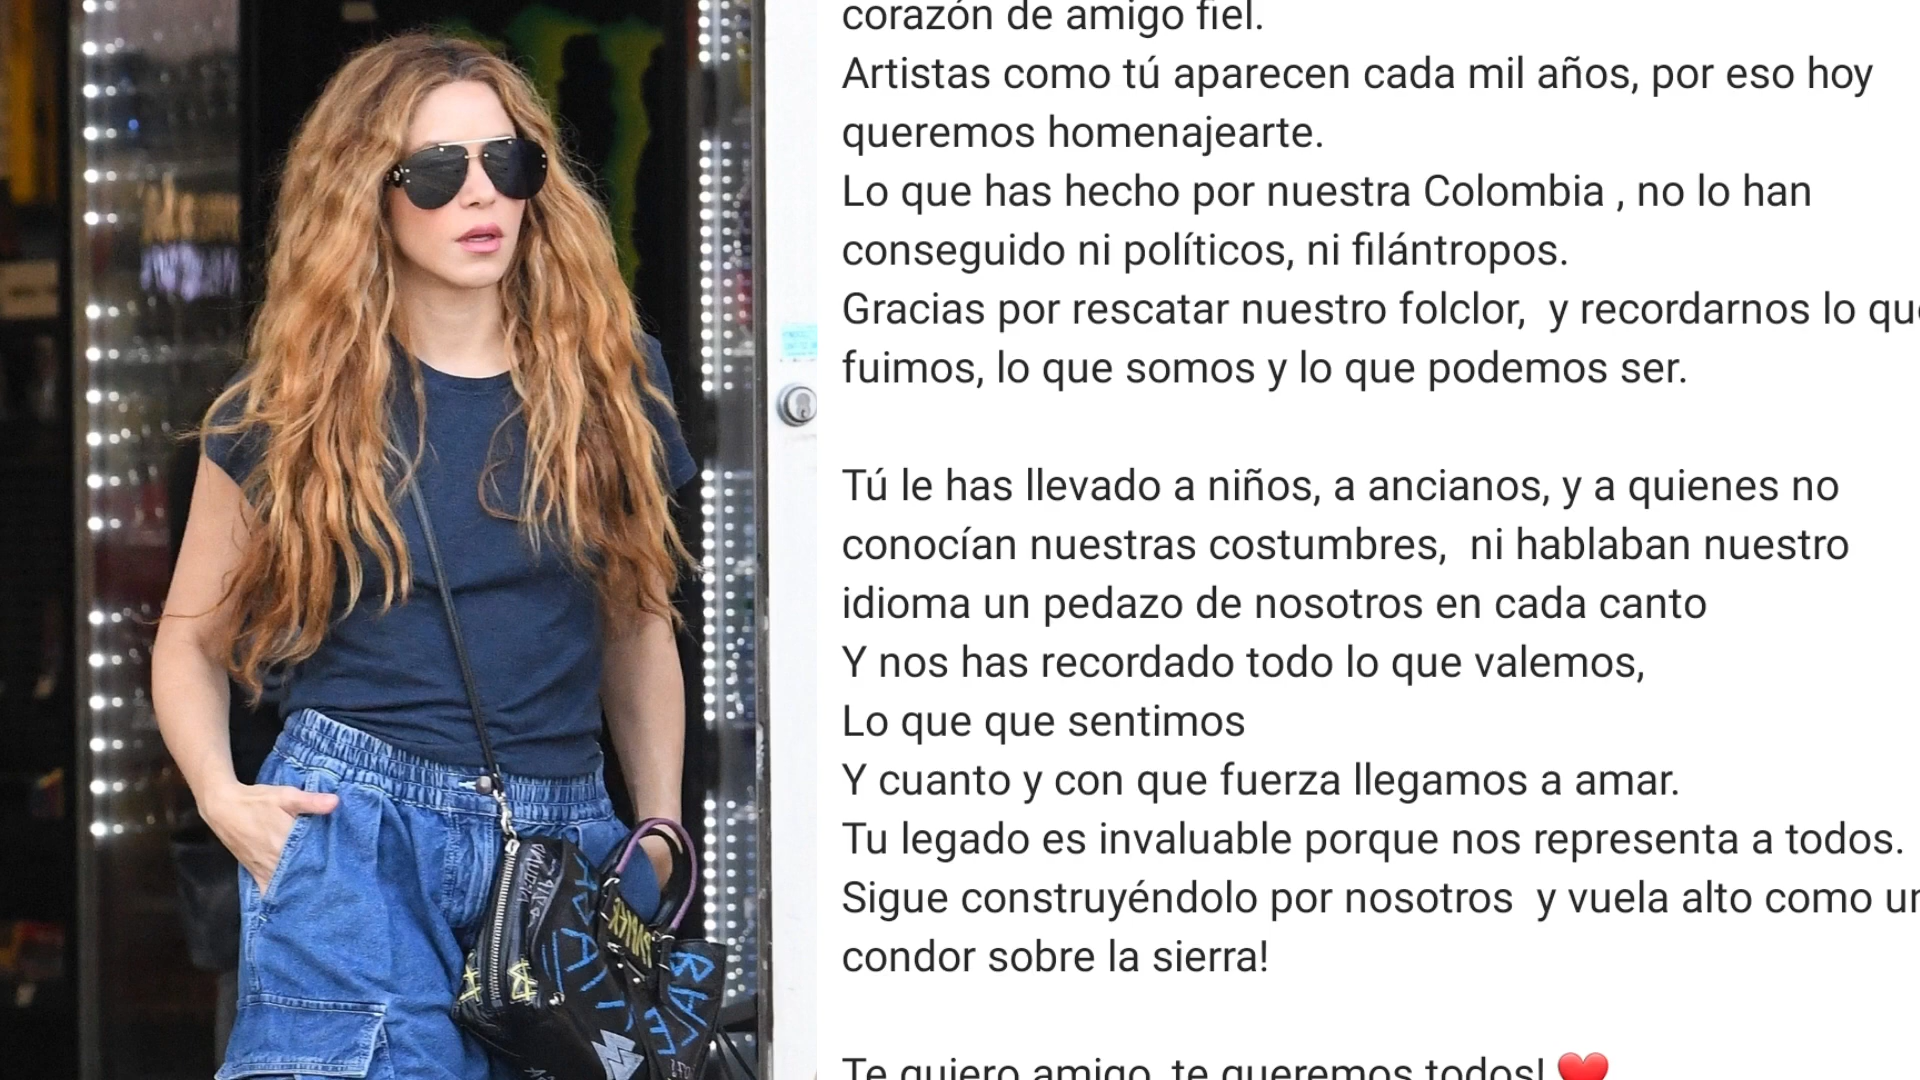 corazón de amigo fiel.
Artistas como tú aparecen cada mil años, por eso hoy
queremos homenajearte.
Lo que has hecho por nuestra Colombia , no lo han
conseguido ni políticos, ni filántropos.
Gracias por rescatar nuestro folclor,  y recordarnos lo que
fuimos, lo que somos y lo que podemos ser.
Tú le has llevado a niños, a ancianos, y a quienes no
conocían nuestras costumbres,  ni hablaban nuestro
idioma un pedazo de nosotros en cada canto
Y nos has recordado todo lo que valemos,
Lo que que sentimos
Y cuanto y con que fuerza llegamos a amar.
Tu legado es invaluable porque nos representa a todos.
Sigue construyéndolo por nosotros  y vuela alto como un
condor sobre la sierra!
Te quiero amigo, te queremos todos! ❤️